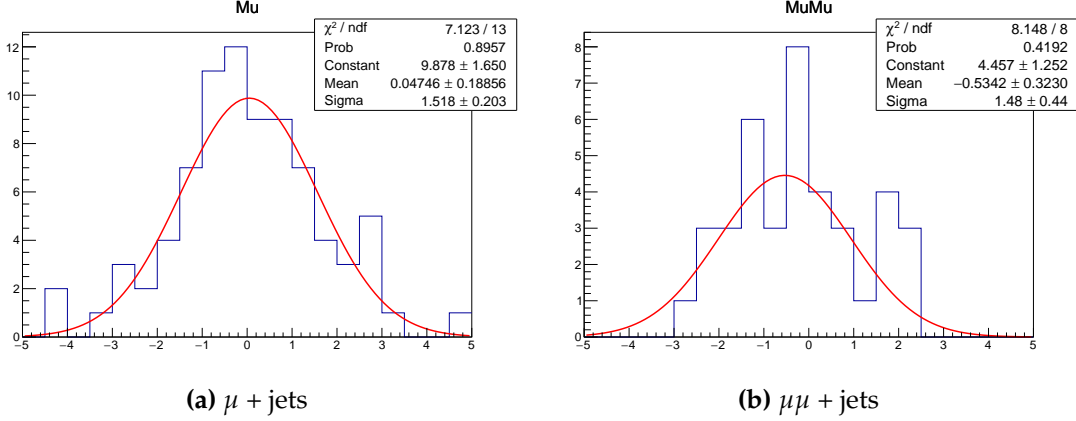 Mu
χ² / ndf 7.123 / 13
Prob 0.8957
Constant 9.878 ± 1.650
Mean 0.04746 ± 0.18856
Sigma 1.518 ± 0.203
12
10
8
6
4
2
0
−5 −4 −3 −2 −1 0 1 2 3 4 5
(a) μ + jets
MuMu
χ² / ndf 8.148 / 8
Prob 0.4192
Constant 4.457 ± 1.252
Mean −0.5342 ± 0.3230
Sigma 1.48 ± 0.44
8
7
6
5
4
3
2
1
0
−5 −4 −3 −2 −1 0 1 2 3 4 5
(b) μμ + jets